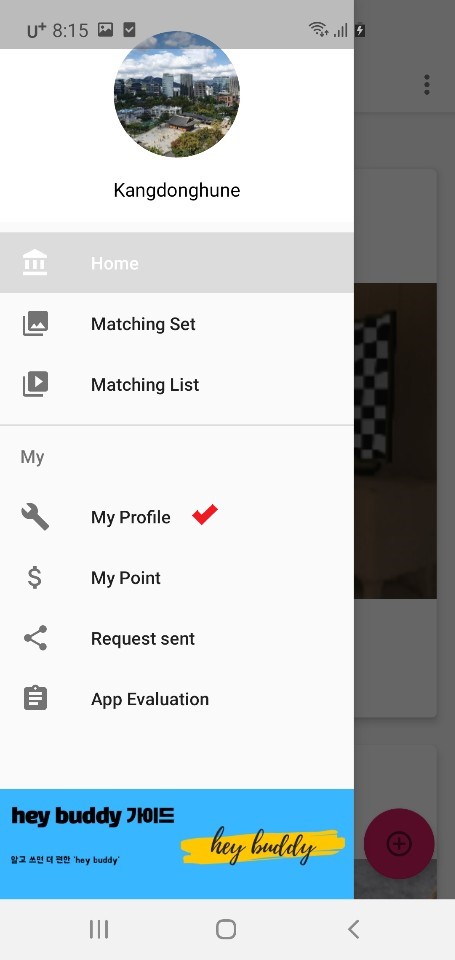 U+ 8:15
Kangdonghune
Home
Matching Set
Matching List
My
My Profile
My Point
Request sent
App Evaluation
hey buddy 가이드
알고 쓰면 더 편한 'hey buddy'
hey buddy